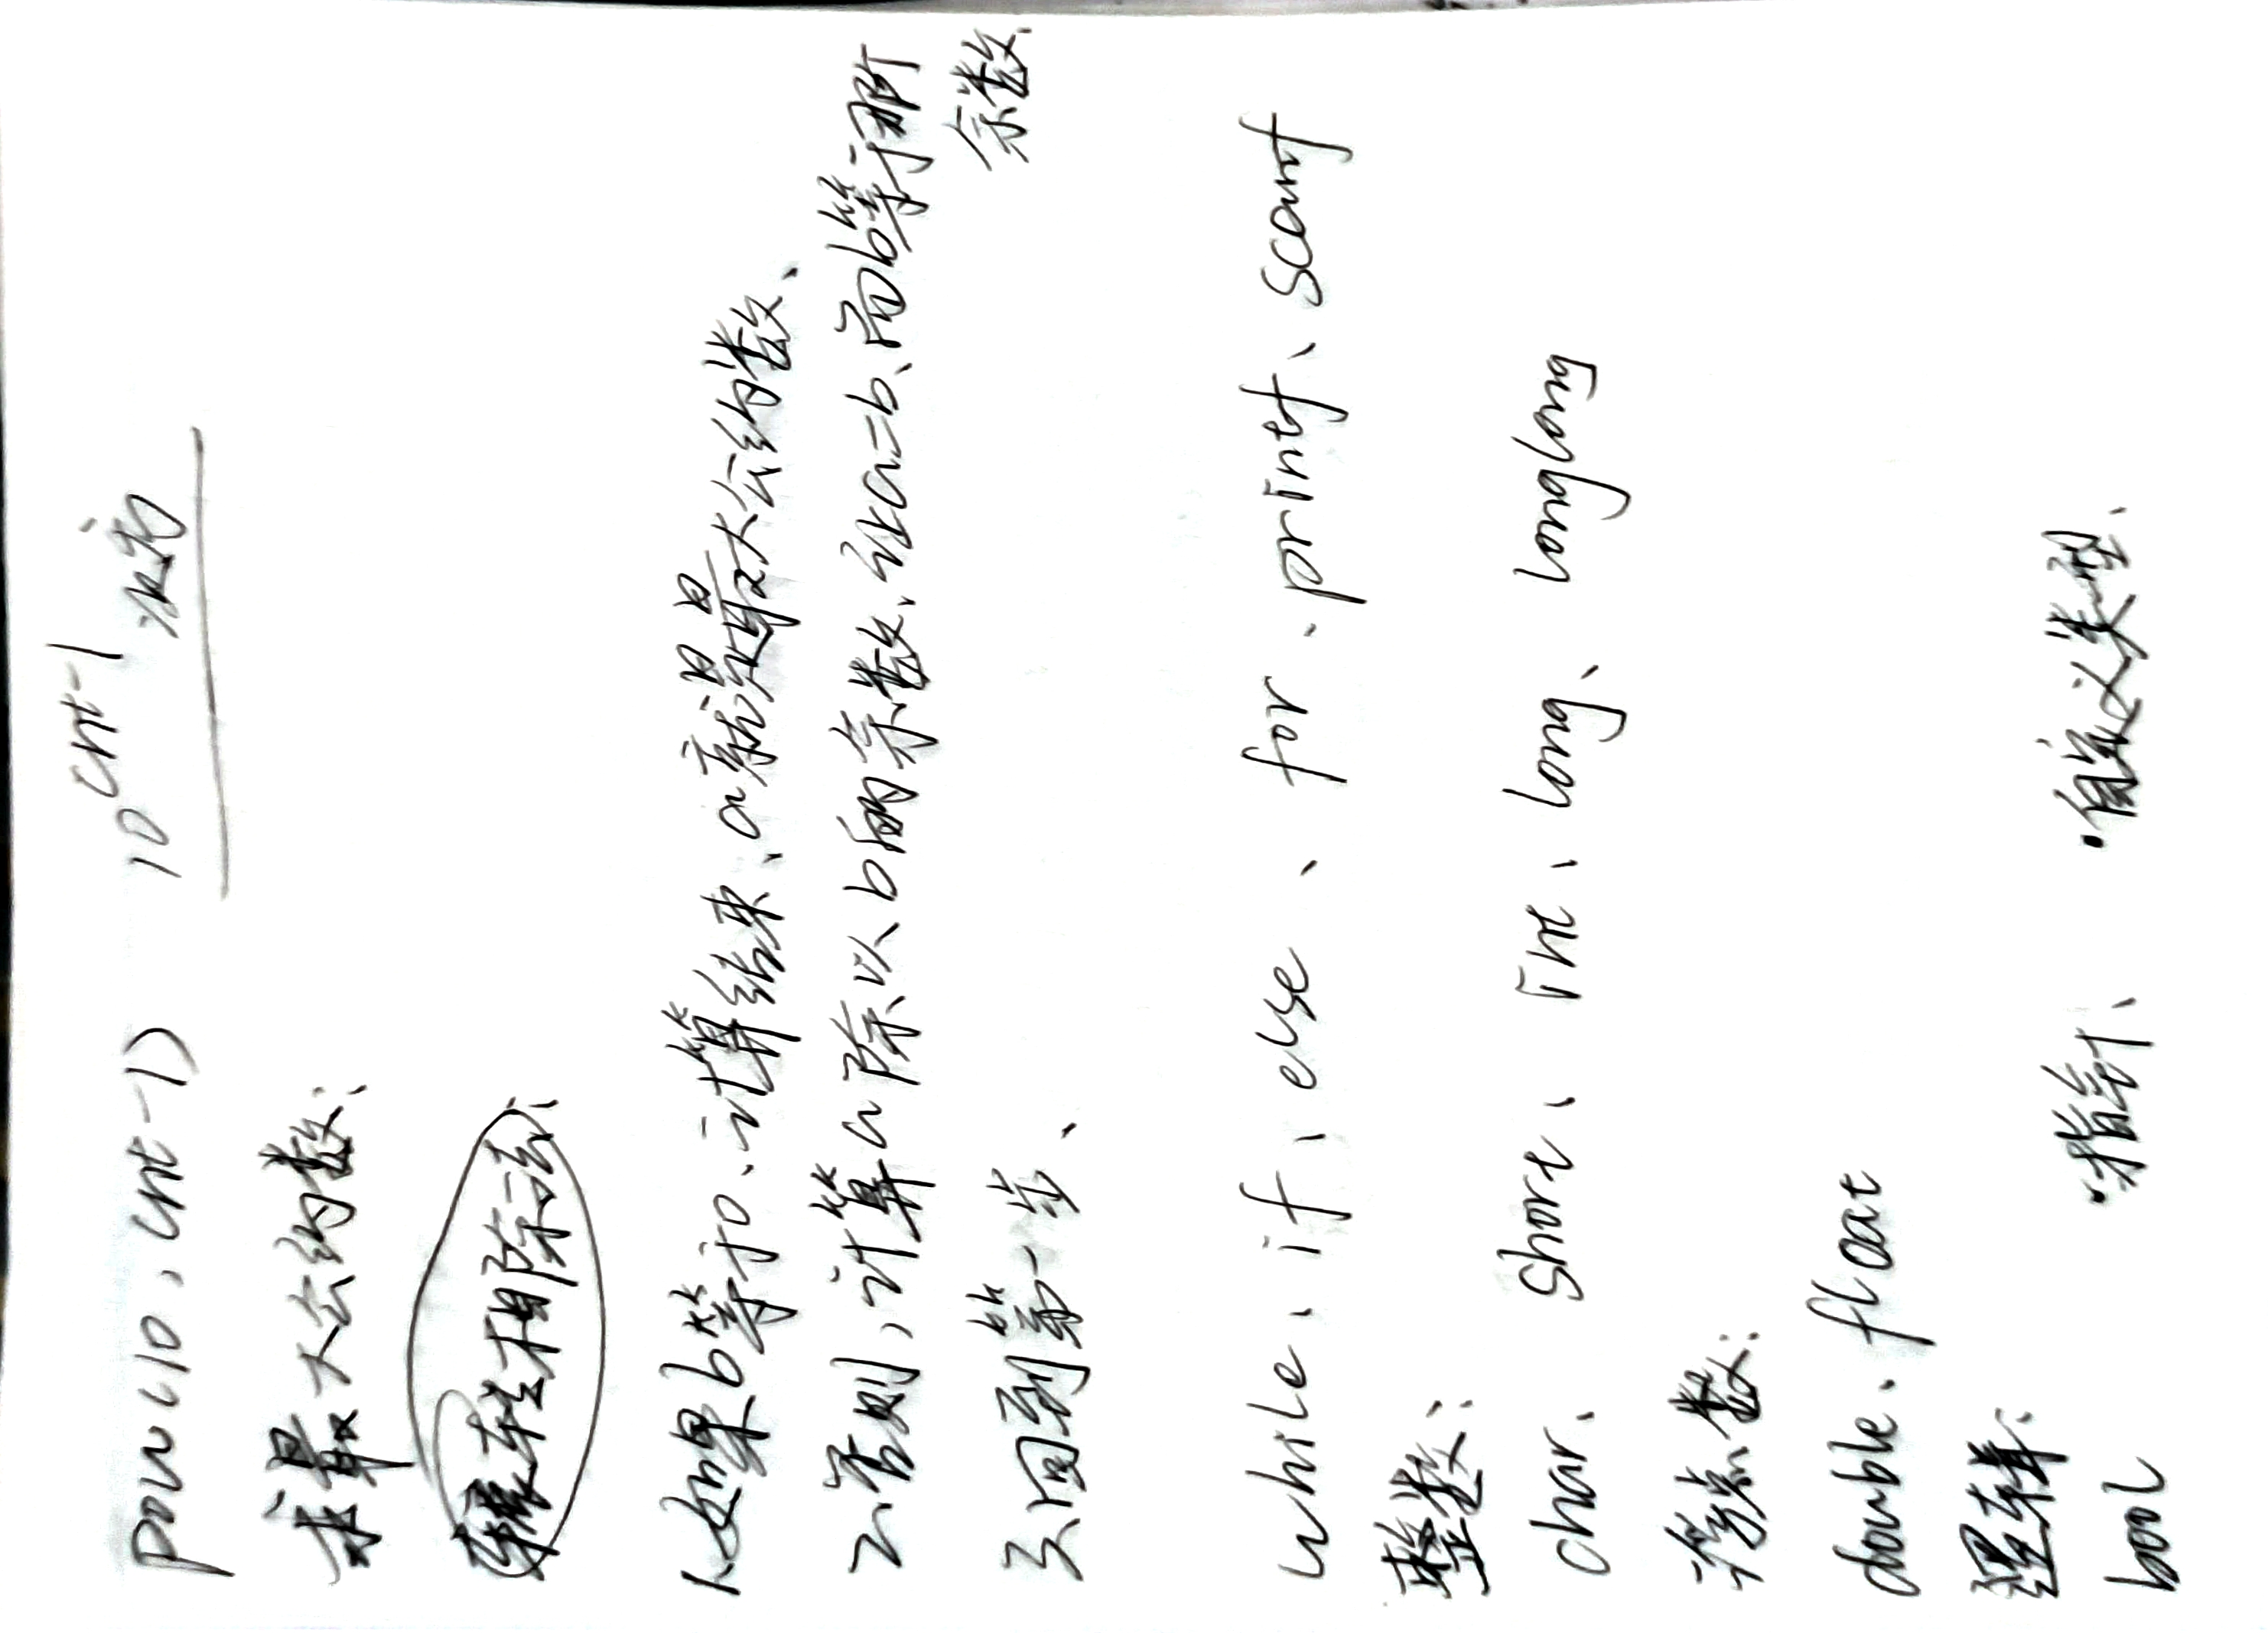 pow(10, cnt-1) 10^cnt-1次方
求最大公约数:
辗转相除法、
1、如果b等于0、计算结束、a就是最大公约数、
2、否则,计算a除以b的余数、让a=b、而b等于那
余数、
3、回到第一步、
while、if、else、for、printf、scanf
整数:
char、short、int、long、longlong
浮点数:
double、float
逻辑:
bool ·指针、 ·自定义类型、